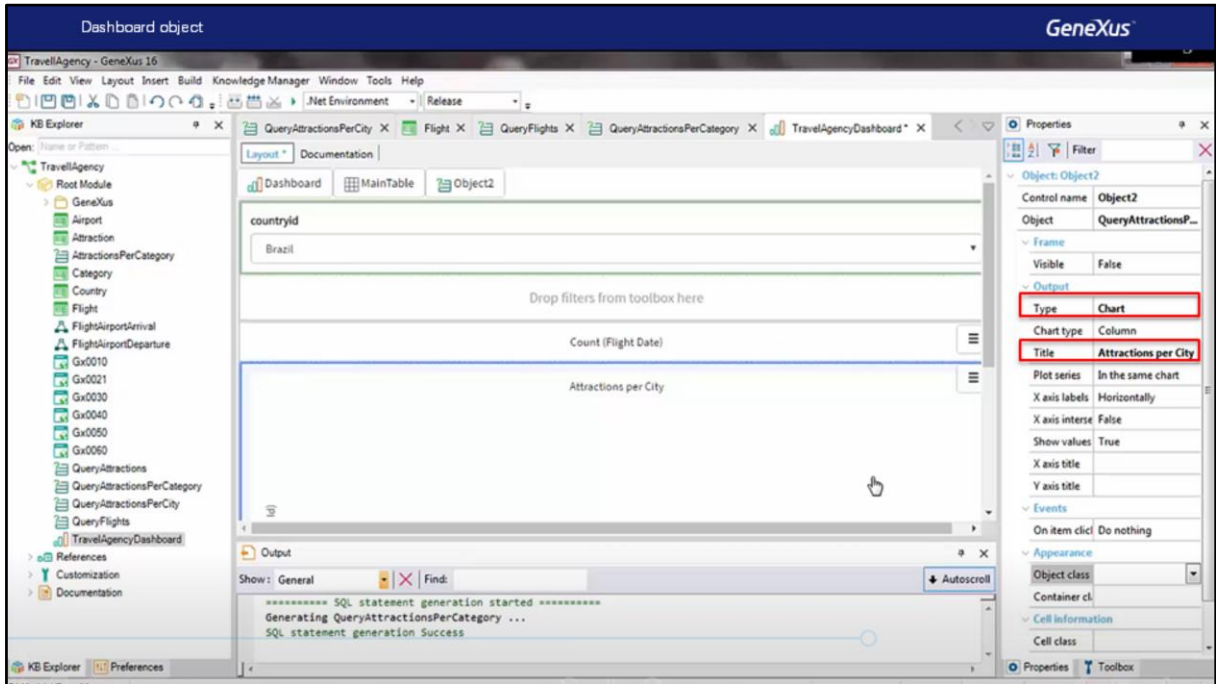 Dashboard object
GeneXus
TravellAgency - GeneXus 16
File Edit View Layout Insert Build Knowledge Manager Window Tools Help
.Net Environment Release
KB Explorer
Open: Name or Pattern ...
TravellAgency
Root Module
GeneXus
Airport
Attraction
AttractionsPerCategory
Category
Country
Flight
FlightAirportArrival
FlightAirportDeparture
Gx0010
Gx0021
Gx0030
Gx0040
Gx0050
Gx0060
QueryAttractions
QueryAttractionsPerCategory
QueryAttractionsPerCity
QueryFlights
TravelAgencyDashboard
References
Customization
Documentation
KB Explorer Preferences
QueryAttractionsPerCity Flight QueryFlights QueryAttractionsPerCategory TravelAgencyDashboard *
Layout * Documentation
Dashboard MainTable Object2
countryid
Brazil
Drop filters from toolbox here
Count (Flight Date)
Attractions per City
Output
Show: General Find: Autoscroll
========== SQL statement generation started ==========
Generating QueryAttractionsPerCategory ...
SQL statement generation Success
Properties
Filter
Object: Object2
Control name Object2
Object QueryAttractionsP...
Frame
Visible False
Output
Type Chart
Chart type Column
Title Attractions per City
Plot series In the same chart
X axis labels Horizontally
X axis interse False
Show values True
X axis title
Y axis title
Events
On item clicl Do nothing
Appearance
Object class
Container cl
Cell information
Cell class
Properties Toolbox